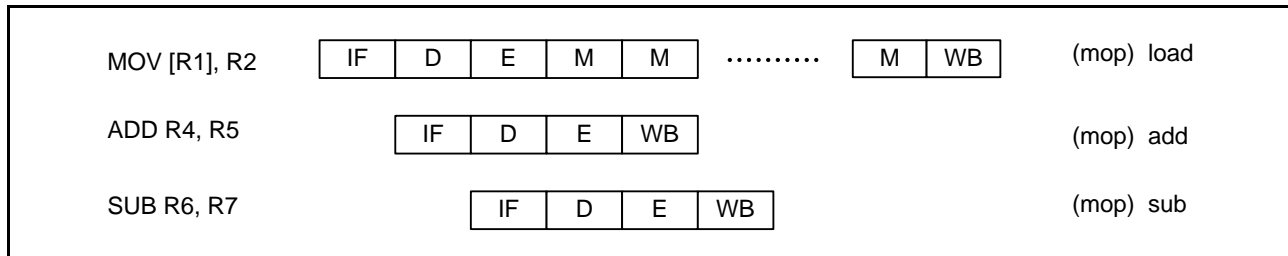 MOV [R1], R2 IF D E M M .......... M WB (mop) load
ADD R4, R5 IF D E WB (mop) add
SUB R6, R7 IF D E WB (mop) sub